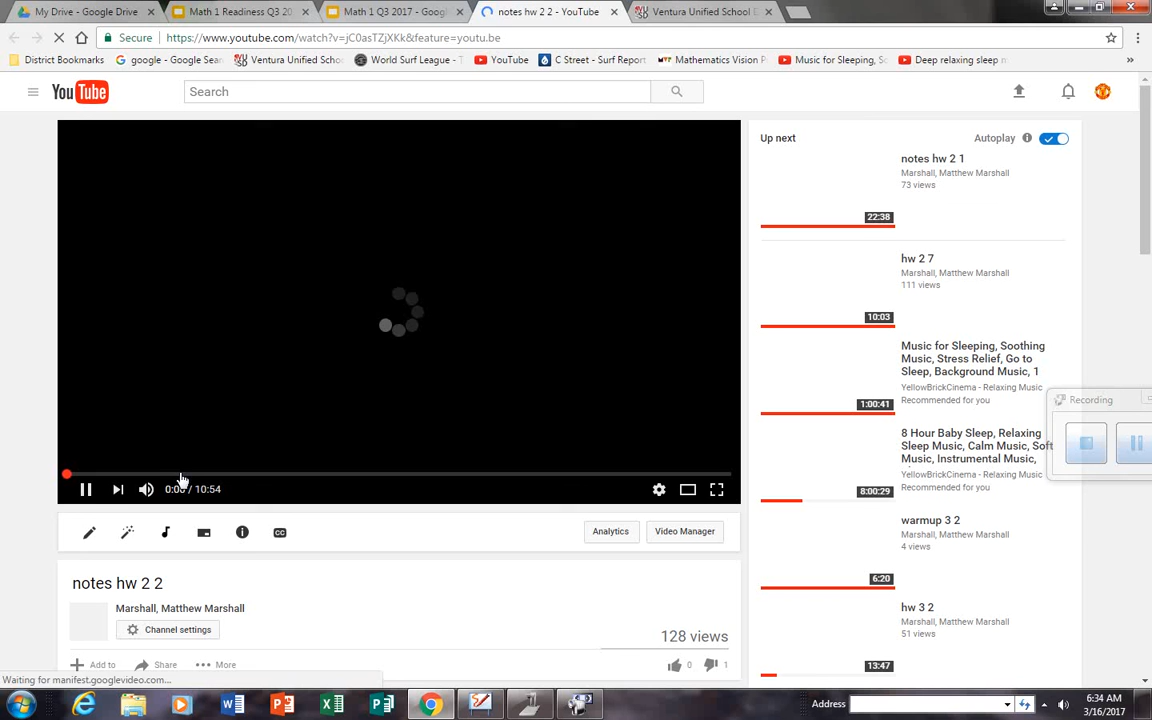 My Drive - Google Drive
Math 1 Readiness Q3 20
Math 1 Q3 2017 - Goog
notes hw 2 2 - YouTube
Ventura Unified School D
Secure
https://www.youtube.com/watch?v=jC0asTZjXKk&feature=youtu.be
District Bookmarks
google - Google Sear
Ventura Unified Scho
World Surf League - T
YouTube
C Street - Surf Report
Mathematics Vision P
Music for Sleeping, So
Deep relaxing sleep n
YouTube
Search
Up next
Autoplay
notes hw 2 1
Marshall, Matthew Marshall
73 views
22:38
hw 2 7
Marshall, Matthew Marshall
111 views
10:03
Music for Sleeping, Soothing
Music, Stress Relief, Go to
Sleep, Background Music, 1
YellowBrickCinema - Relaxing Music
Recommended for you
1:00:41
Recording
8 Hour Baby Sleep, Relaxing
Sleep Music, Calm Music, Soft
Music, Instrumental Music,
YellowBrickCinema - Relaxing Music
Recommended for you
8:00:29
/ 10:54
warmup 3 2
Marshall, Matthew Marshall
4 views
6:20
CC
Analytics
Video Manager
notes hw 2 2
Marshall, Matthew Marshall
Channel settings
128 views
hw 3 2
Marshall, Matthew Marshall
51 views
13:47
Add to
Share
More
0
1
Waiting for manifest.googlevideo.com...
Address
6:34 AM
3/16/2017